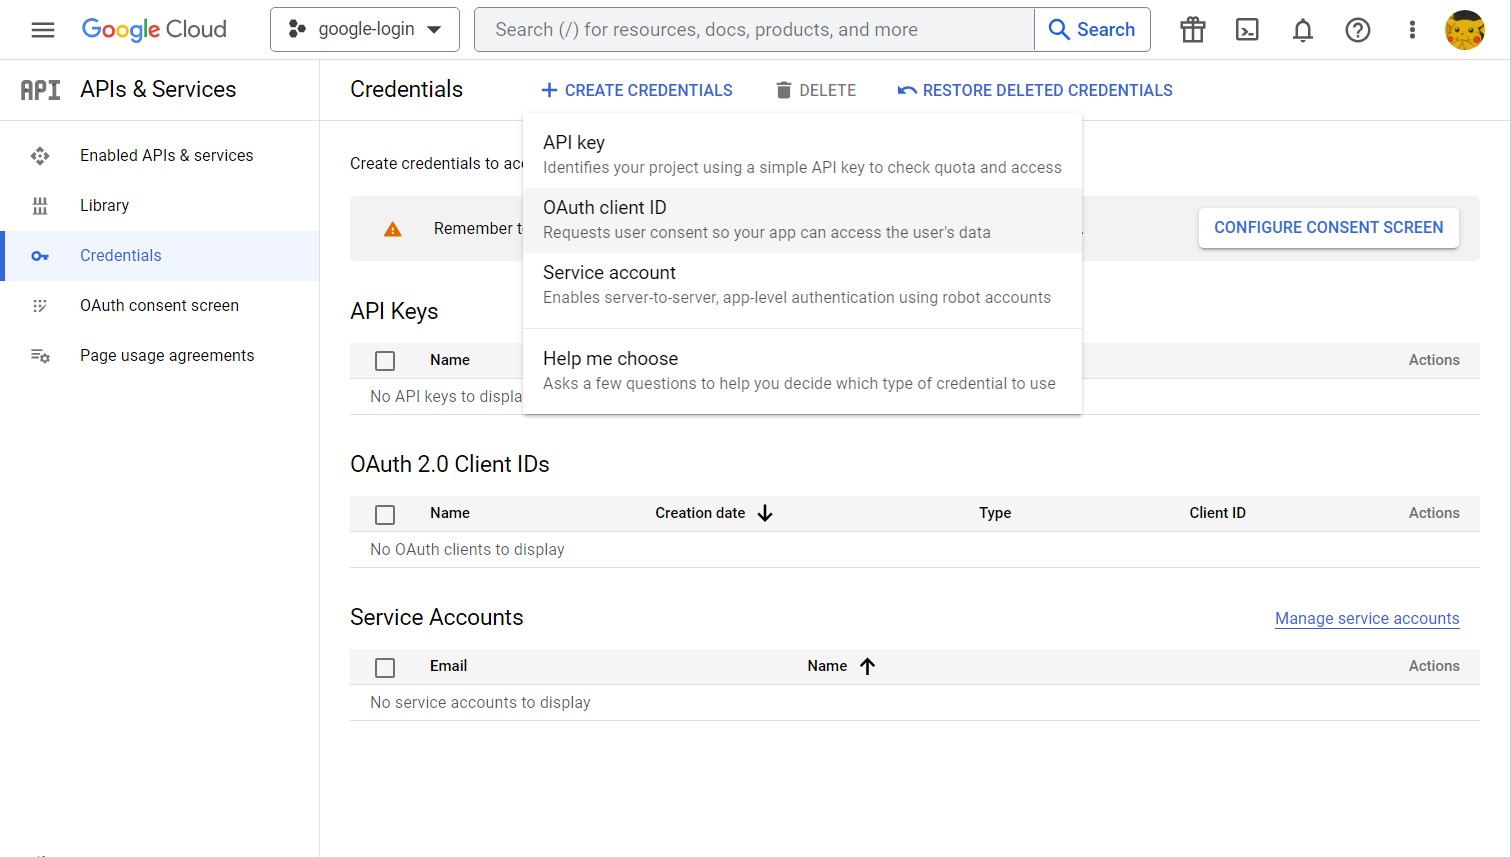 Google Cloud
google-login
Search (/) for resources, docs, products, and more
Search
API
APIs & Services
Credentials
CREATE CREDENTIALS
DELETE
RESTORE DELETED CREDENTIALS
Enabled APIs & services
Library
Credentials
OAuth consent screen
Page usage agreements
Create credentials to
API key
Identifies your project using a simple API key to check quota and access
OAuth client ID
Requests user consent so your app can access the user's data
Service account
Enables server-to-server, app-level authentication using robot accounts
Help me choose
Asks a few questions to help you decide which type of credential to use
Remember
CONFIGURE CONSENT SCREEN
API Keys
Name
Actions
No API keys to
OAuth 2.0 Client IDs
Name
Creation date
Type
Client ID
Actions
No OAuth clients to display
Service Accounts
Manage service accounts
Email
Name
Actions
No service accounts to display